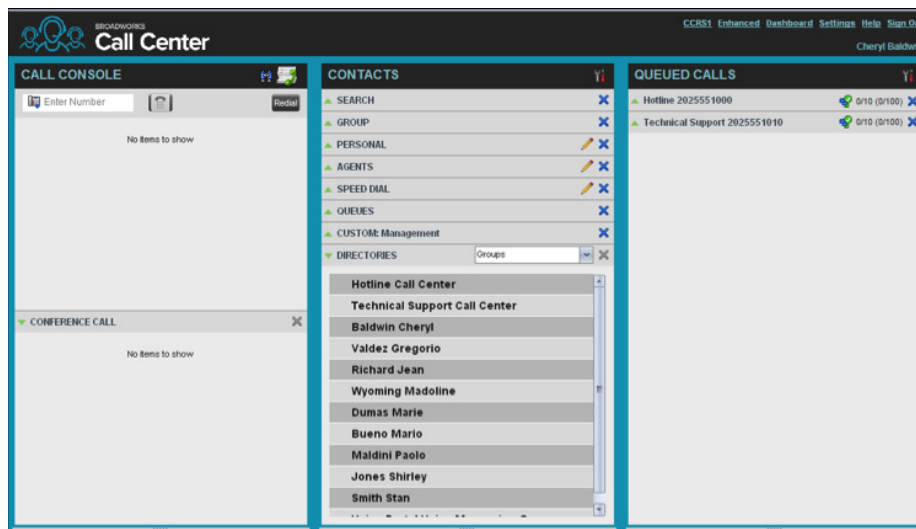 BROADWORKS
Call Center
CCRS1 Enhanced Dashboard Settings Help Sign
Cheryl
CALL CONSOLE
Enter Number
Redial
No items to show
CONFERENCE CALL
No items to show
CONTACTS
SEARCH
GROUP
PERSONAL
AGENTS
SPEED DIAL
QUEUES
CUSTOM: Management
DIRECTORIES Groups
Hotline Call Center
Technical Support Call Center
Baldwin Cheryl
Valdez Gregorio
Richard Jean
Wyoming Madoline
Dumas Marie
Bueno Mario
Maldini Paolo
Jones Shirley
Smith Stan
QUEUED CALLS
Hotline 2025551000 0/10 (0/100)
Technical Support 2025551010 0/10 (0/100)